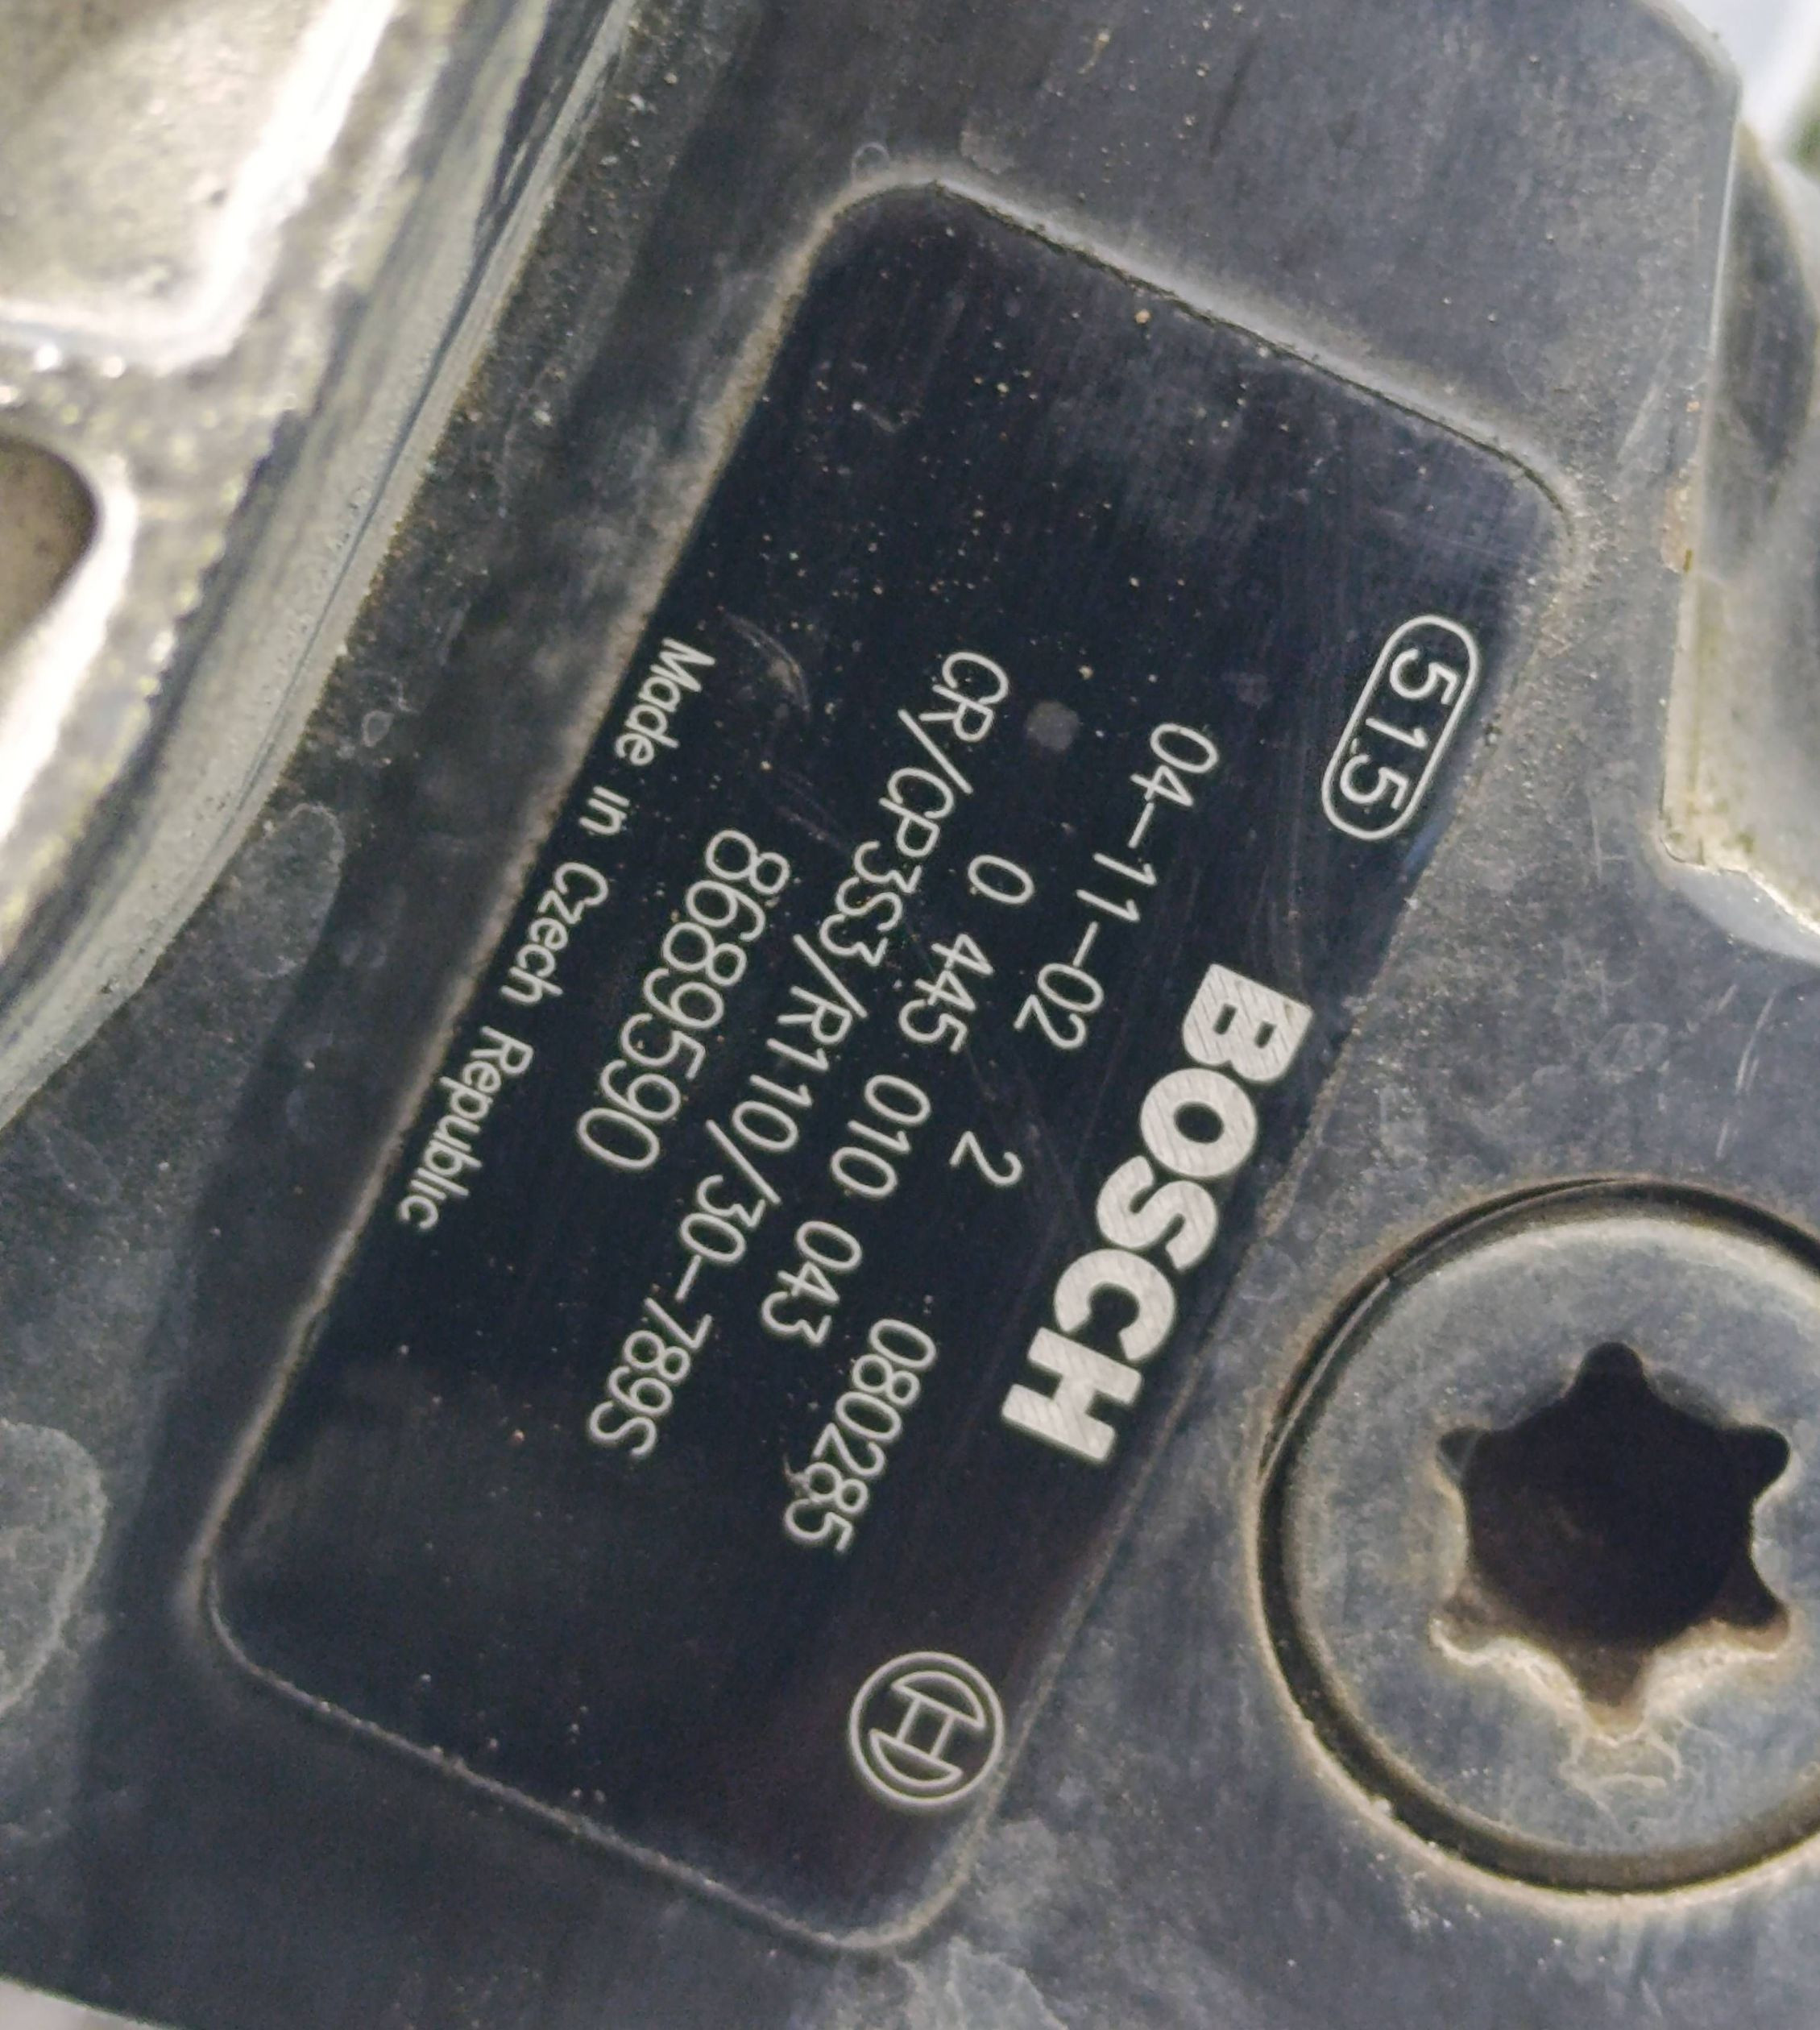 515 BOSCH
04-11-02 2 080285
0 445 010 043
CR/CP3S3/R110/30-789S
8689590
Made in Czech Republic